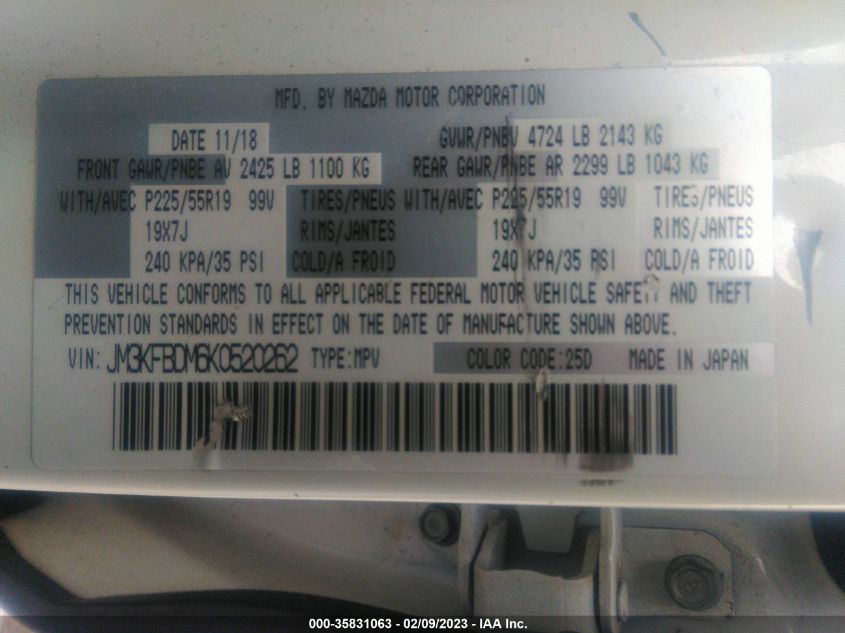 MFD. BY MAZDA MOTOR CORPORATION
DATE 11/18 GVWR/PNBV 4724 LB 2143 KG
FRONT GAWR/PNBE AV 2425 LB 1100 KG REAR GAWR/PNBE AR 2299 LB 1043 KG
WITH/AVEC P225/55R19 99V TIRES/PNEUS WITH/AVEC P225/55R19 99V TIRES/PNEUS
19X7J RIMS/JANTES 19X7J RIMS/JANTES
240 KPA/35 PSI COLD/A FROID 240 KPA/35 PSI COLD/A FROID
THIS VEHICLE CONFORMS TO ALL APPLICABLE FEDERAL MOTOR VEHICLE SAFETY AND THEFT
PREVENTION STANDARDS IN EFFECT ON THE DATE OF MANUFACTURE SHOWN ABOVE.
VIN: JM3KFBDM6K0520262 TYPE:MPV COLOR CODE:25D MADE IN JAPAN
000-35831063 - 02/09/2023 - IAA Inc.